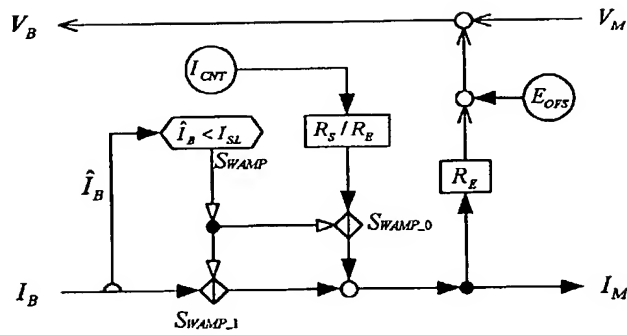 V_B
V_M
I_CNT
E_OFS
Î_B < I_SL
R_S / R_E
S_WAMP
Î_B
R_E
S_WAMP_0
I_B
I_M
S_WAMP_1